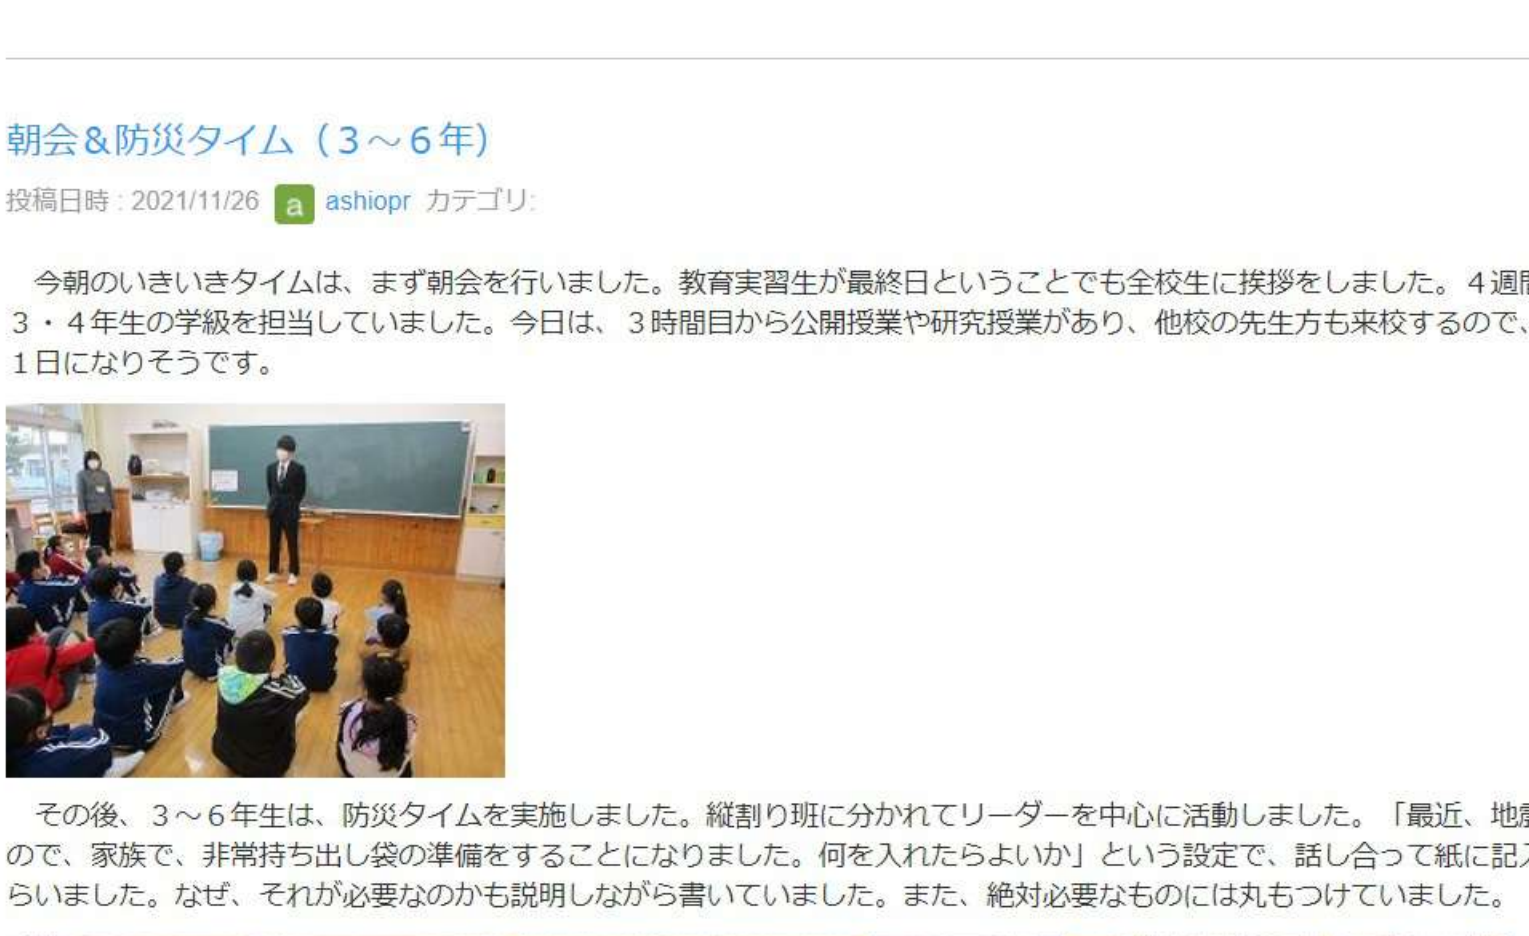 朝会＆防災タイム（３～６年）
投稿日時 : 2021/11/26 a ashiopr カテゴリ:
今朝のいきいきタイムは、まず朝会を行いました。教育実習生が最終日ということでも全校生に挨拶をしました。４週
３・４年生の学級を担当していました。今日は、３時間目から公開授業や研究授業があり、他校の先生方も来校するので、
１日になりそうです。
その後、３～６年生は、防災タイムを実施しました。縦割り班に分かれてリーダーを中心に活動しました。「最近、地
ので、家族で、非常持ち出し袋の準備をすることになりました。何を入れたらよいか」という設定で、話し合って紙に記
らいました。なぜ、それが必要なのかも説明しながら書いていました。また、絶対必要なものには丸もつけていました。